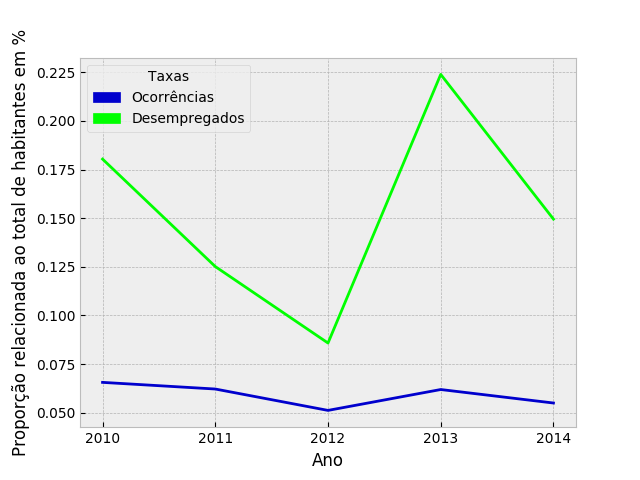 Proporção relacionada ao total de habitantes em %
0.225
0.200
0.175
0.150
0.125
0.100
0.075
0.050
Taxas
Ocorrências
Desempregados
2010 2011 2012 2013 2014
Ano